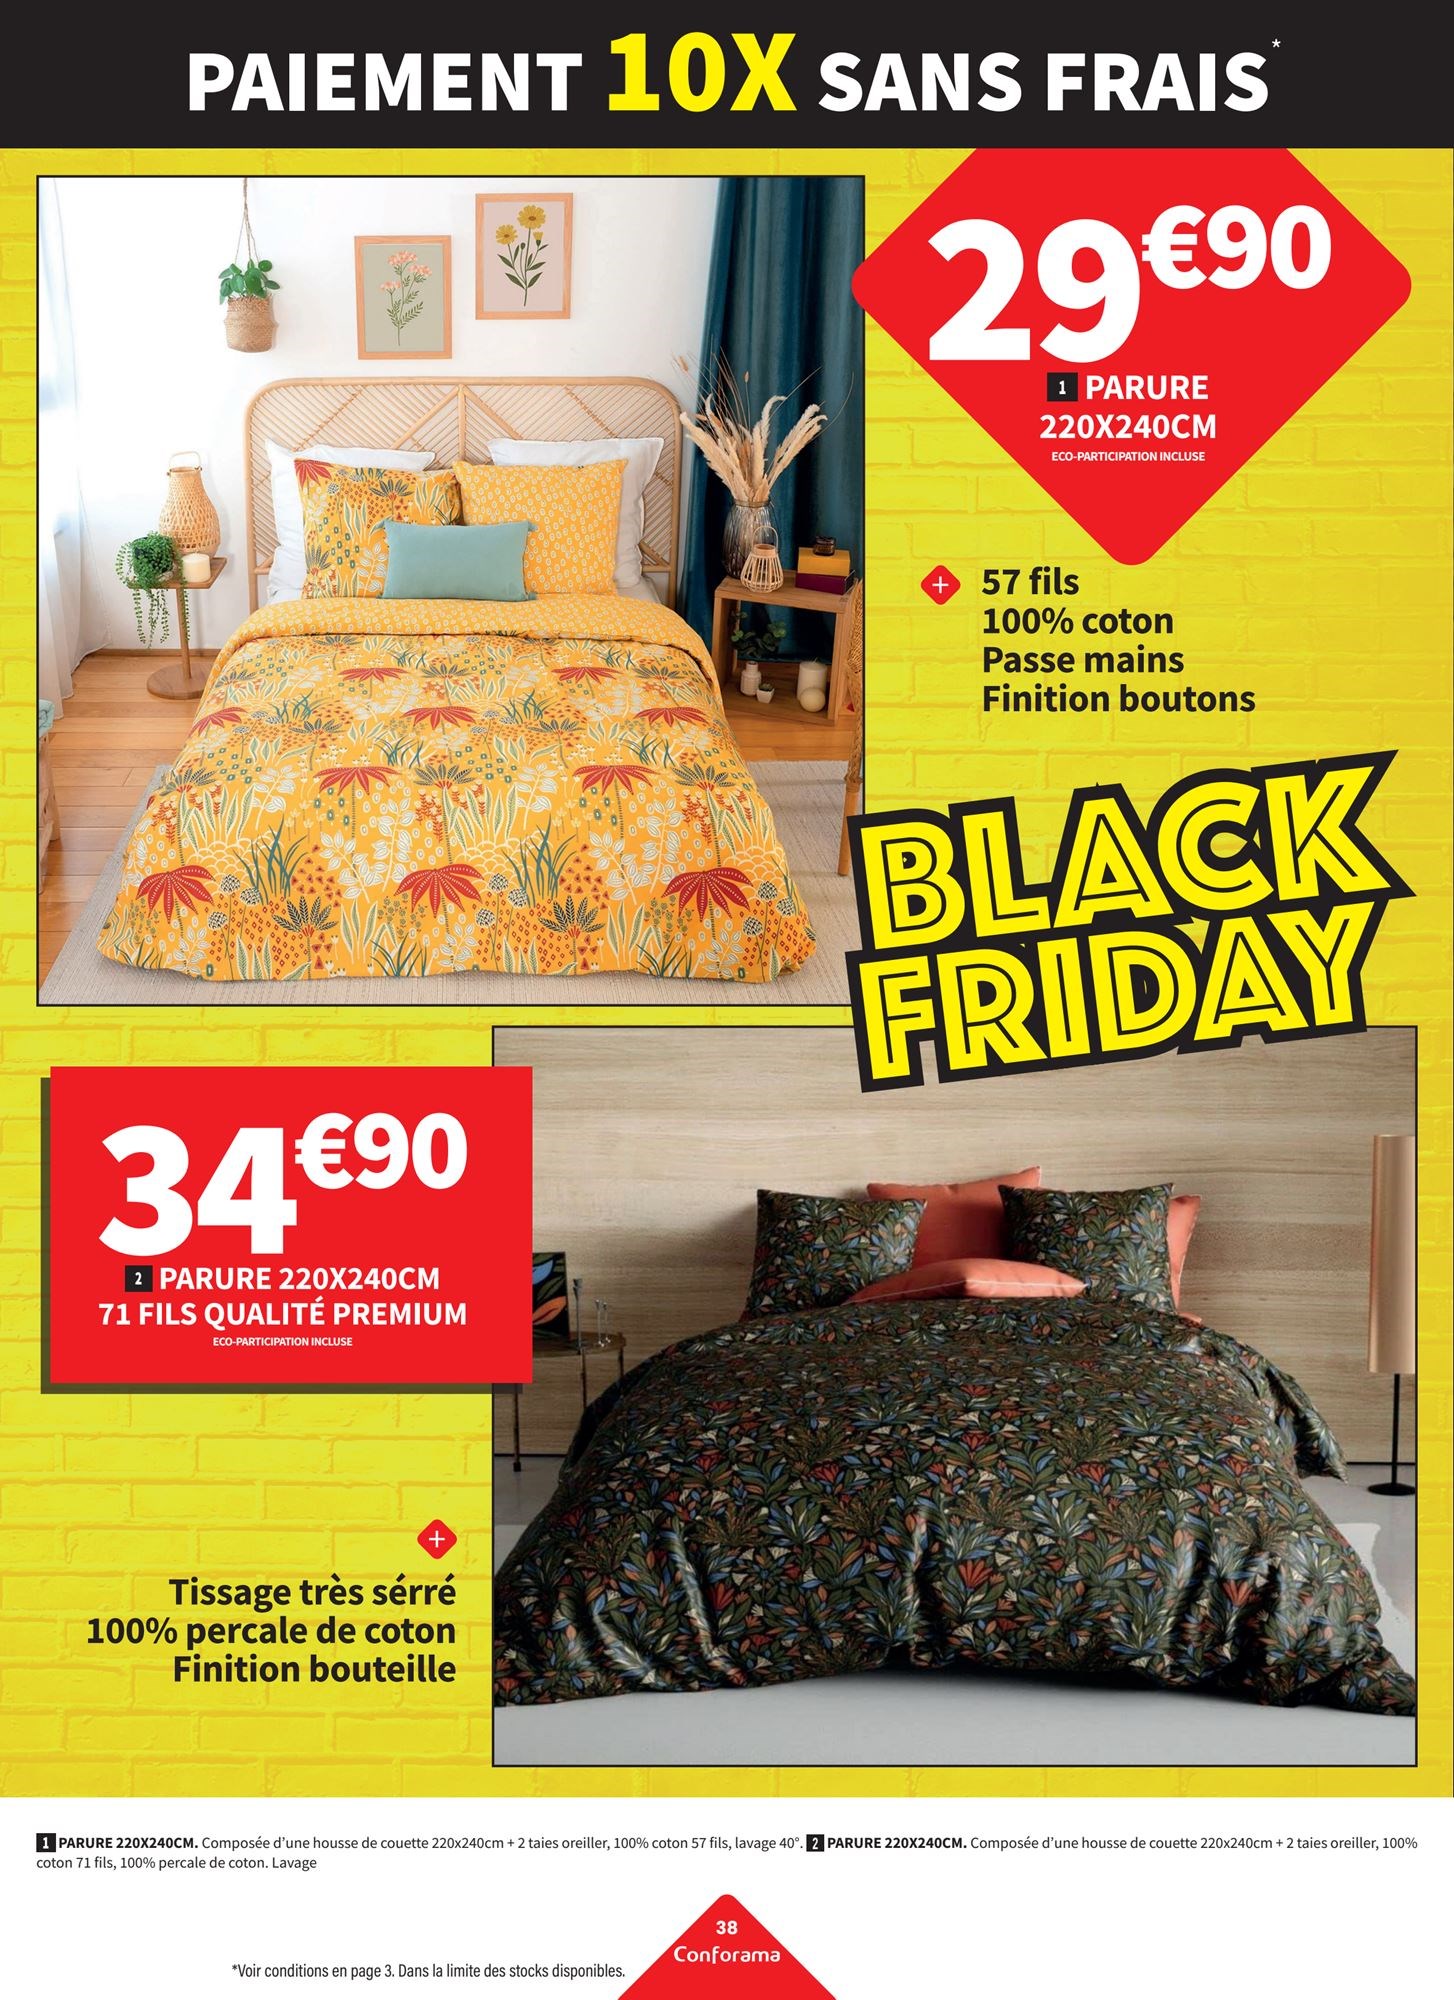 PAIEMENT 10X SANS FRAIS*
29€90
1 PARURE
220X240CM
ECO-PARTICIPATION INCLUSE
+ 57 fils
100% coton
Passe mains
Finition boutons
BLACK
FRIDAY
34€90
2 PARURE 220X240CM
71 FILS QUALITÉ PREMIUM
ECO-PARTICIPATION INCLUSE
+
Tissage très sérré
100% percale de coton
Finition bouteille
1 PARURE 220X240CM. Composée d'une housse de couette 220x240cm + 2 taies oreiller, 100% coton 57 fils, lavage 40°. 2 PARURE 220X240CM. Composée d'une housse de couette 220x240cm + 2 taies oreiller, 100%
coton 71 fils, 100% percale de coton. Lavage
38
Conforama
*Voir conditions en page 3. Dans la limite des stocks disponibles.